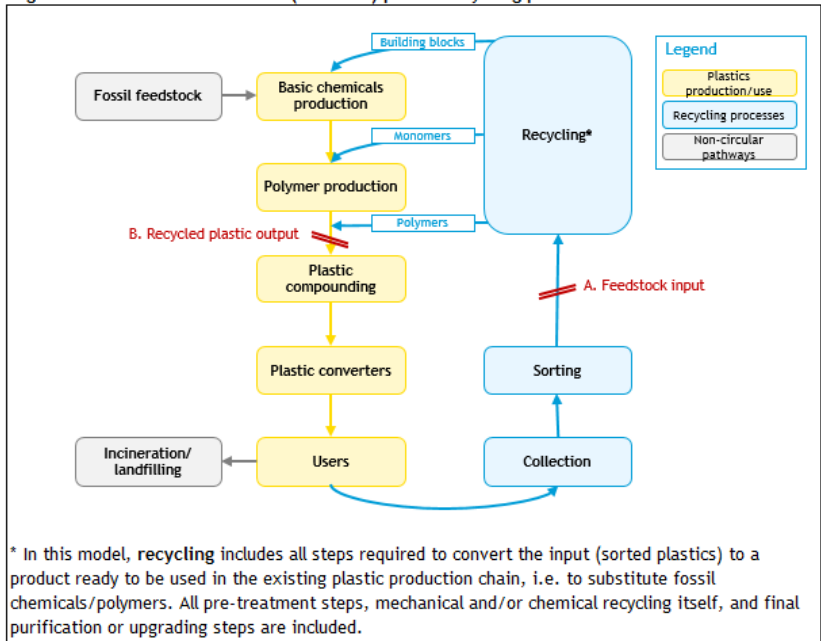 Building blocks
Legend
Fossil feedstock
Basic chemicals
production
Plastics
production/use
Recycling processes
Non-circular
pathways
Monomers
Recycling*
Polymer production
Polymers
B. Recycled plastic output
Plastic
compounding
A. Feedstock input
Plastic converters
Sorting
Incineration/
landfilling
Users
Collection
* In this model, recycling includes all steps required to convert the input (sorted plastics) to a
product ready to be used in the existing plastic production chain, i.e. to substitute fossil
chemicals/polymers. All pre-treatment steps, mechanical and/or chemical recycling itself, and final
purification or upgrading steps are included.